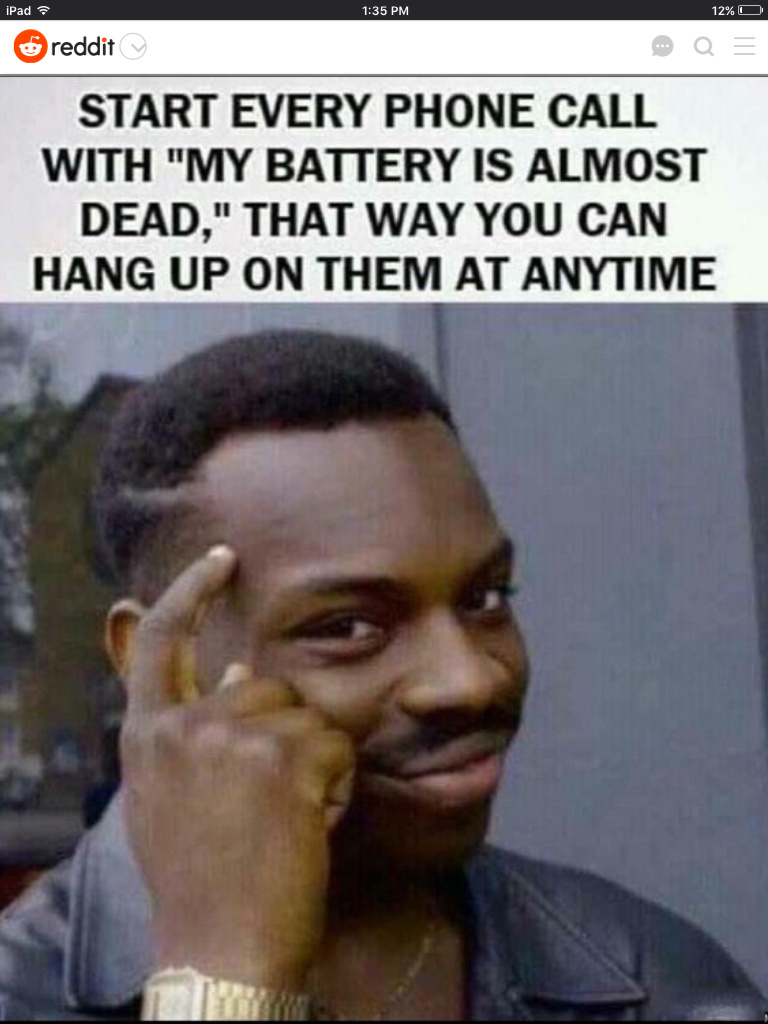 iPad 1:35 PM 12%
reddit
START EVERY PHONE CALL
WITH "MY BATTERY IS ALMOST
DEAD," THAT WAY YOU CAN
HANG UP ON THEM AT ANYTIME